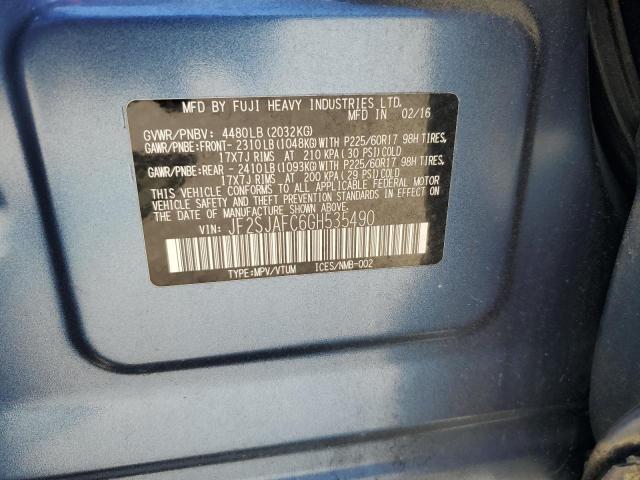 MFD BY FUJI HEAVY INDUSTRIES LTD.
MFD IN 02/16
GVWR/PNBV: 4480LB(2032KG)
GAWR/PNBE:FRONT-2310LB(1048KG)WITH P225/60R17 98H TIRES,
17X7J RIMS AT 210 KPA(30 PSI)COLD
GAWR/PNBE:REAR - 2410LB(1093KG)WITH P225/60R17 98H TIRES,
17X7J RIMS AT 200 KPA(29 PSI)COLD
THIS VEHICLE CONFORMS TO ALL APPLICABLE FEDERAL MOTOR
VEHICLE SAFETY, BUMPER, AND THEFT PREVENTION STANDARDS IN EFFECT ON
THE DATE OF MANUFACTURE SHOWN ABOVE.
VIN: JF2SJAFC6GH535490
TYPE:MPV/VTUM ICES/NMB-002